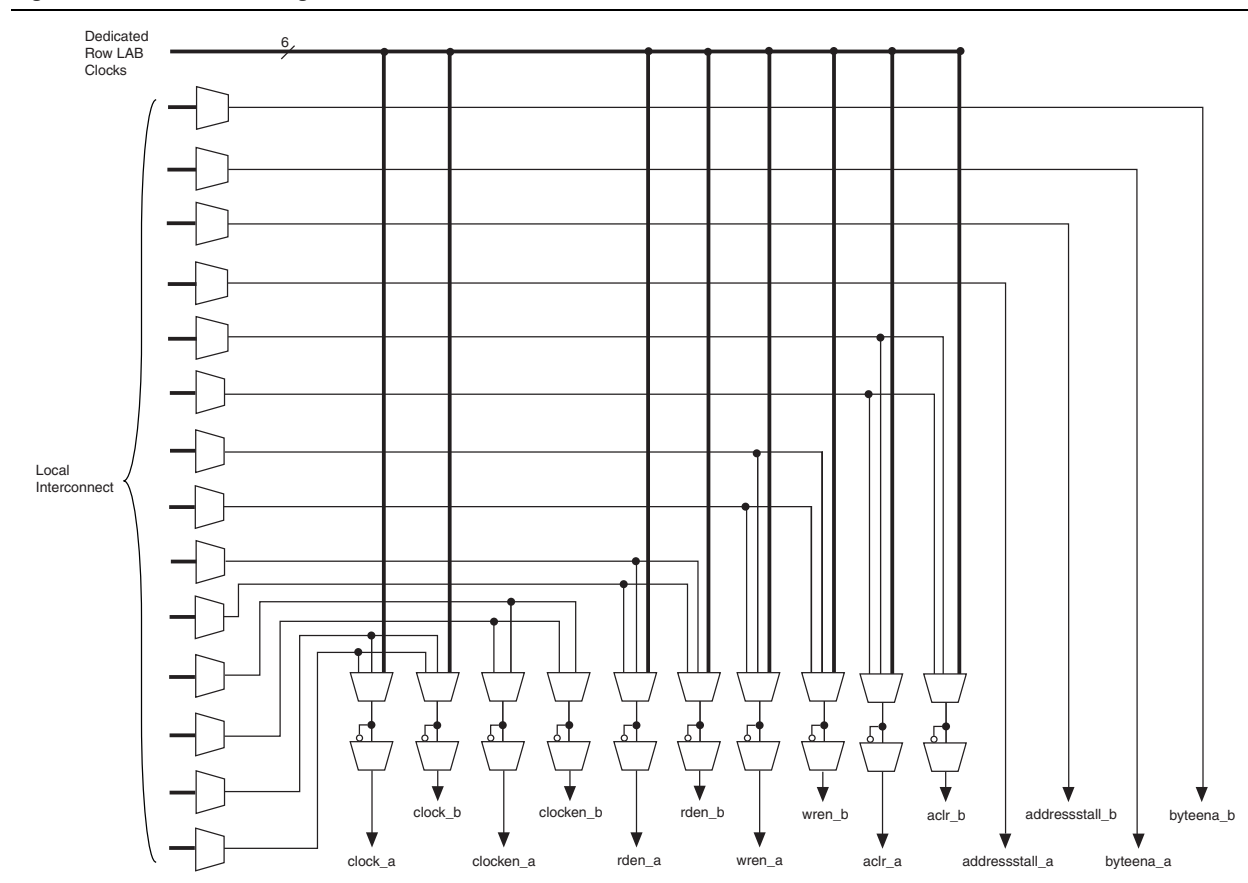 Dedicated
Row LAB
Clocks
6
Local
Interconnect
clock_b
clocken_b
rden_b
wren_b
aclr_b
addressstall_b
byteena_b
clock_a
clocken_a
rden_a
wren_a
aclr_a
addressstall_a
byteena_a